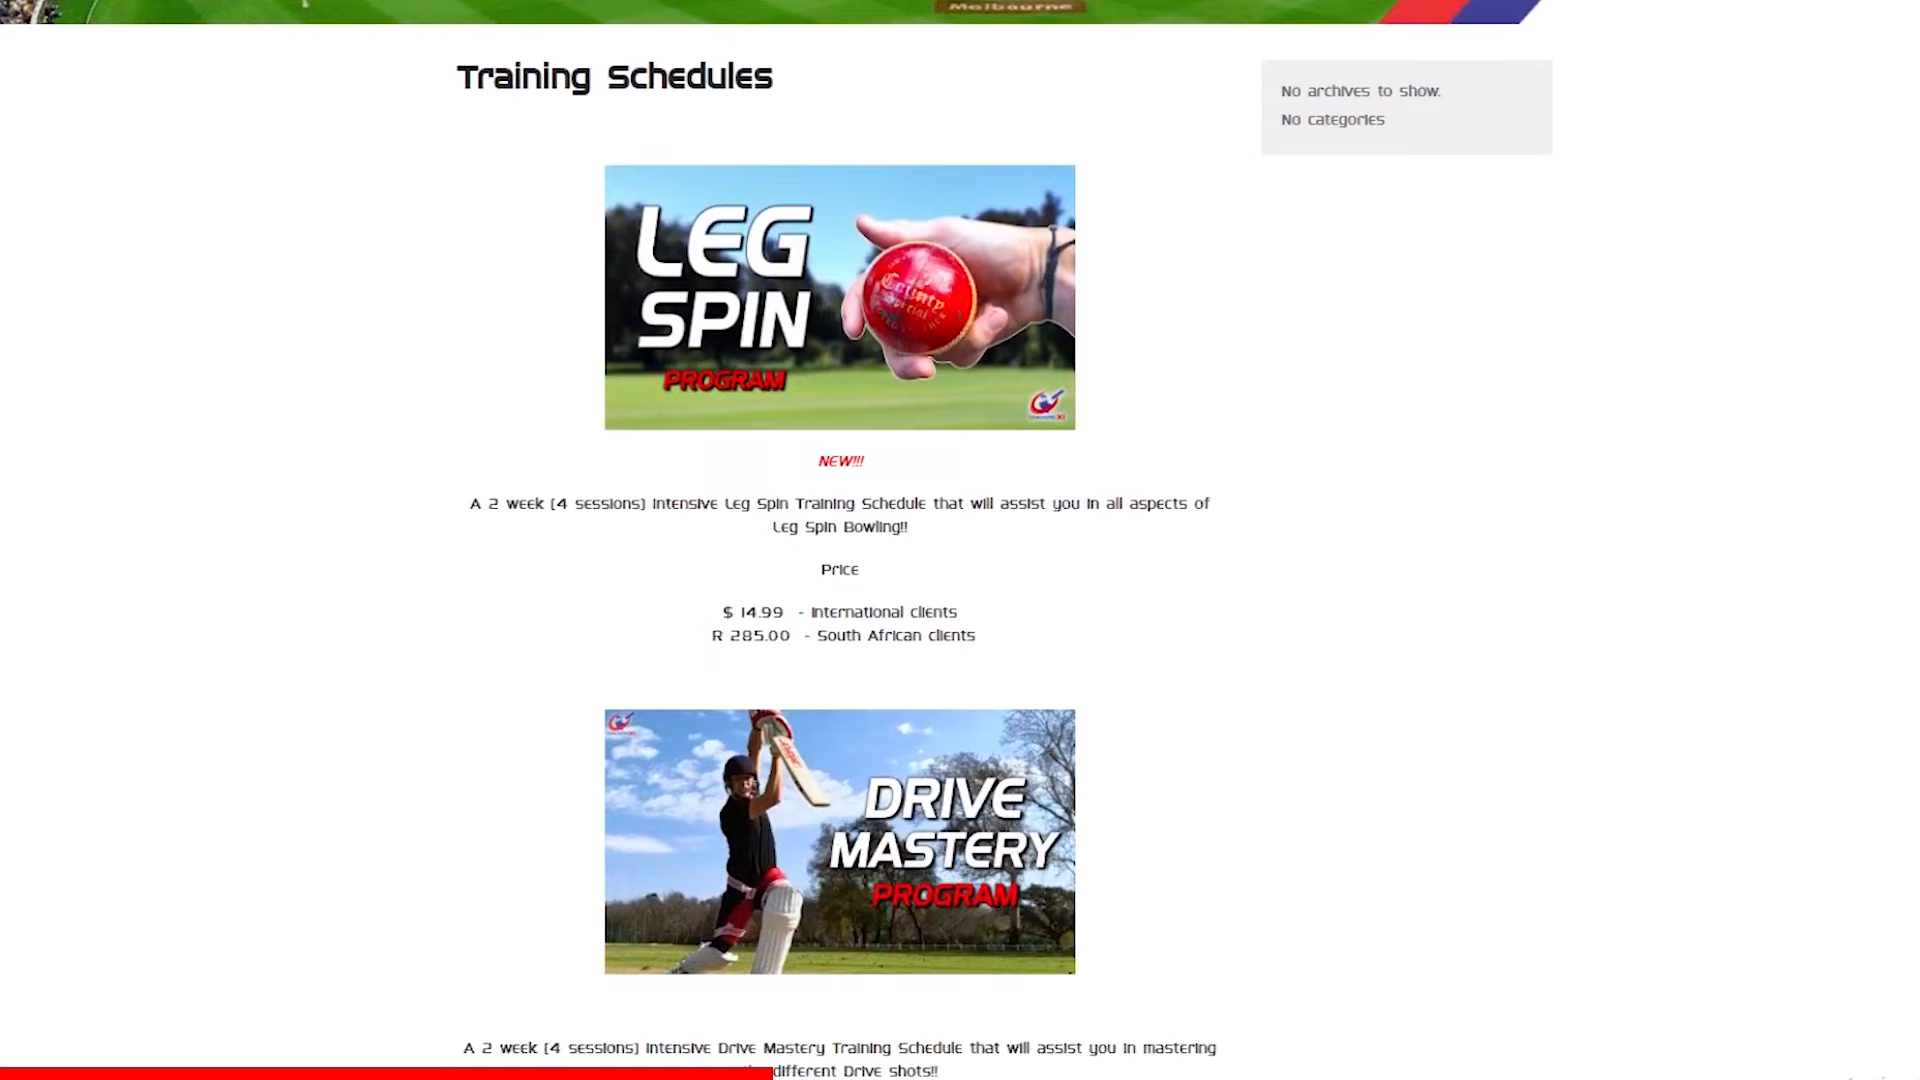 Melbourne
Training Schedules
No archives to show.
No categories
LEG
SPIN
PROGRAM
County
Special
NEW!!!
A 2 week [4 sessions] intensive Leg Spin Training Schedule that will assist you in all aspects of
Leg Spin Bowling!!
Price
$ 14.99 - International clients
R 285.00 - South African clients
DRIVE
MASTERY
PROGRAM
A 2 week [4 sessions] intensive Drive Mastery Training Schedule that will assist you in mastering
different Drive shots!!